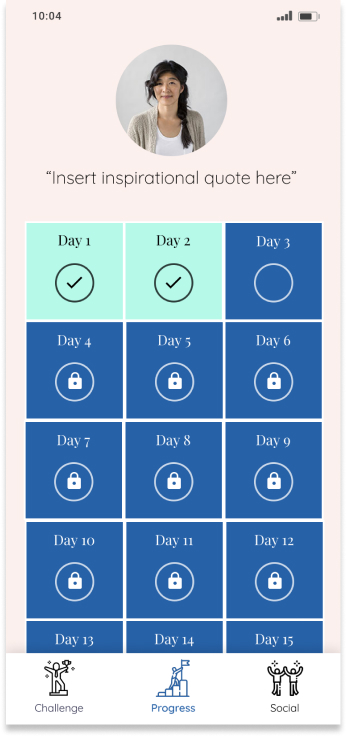 10:04
“Insert inspirational quote here”
Day 1 Day 2 Day 3
Day 4 Day 5 Day 6
Day 7 Day 8 Day 9
Day 10 Day 11 Day 12
Day 13 Day 14 Day 15
Challenge Progress Social